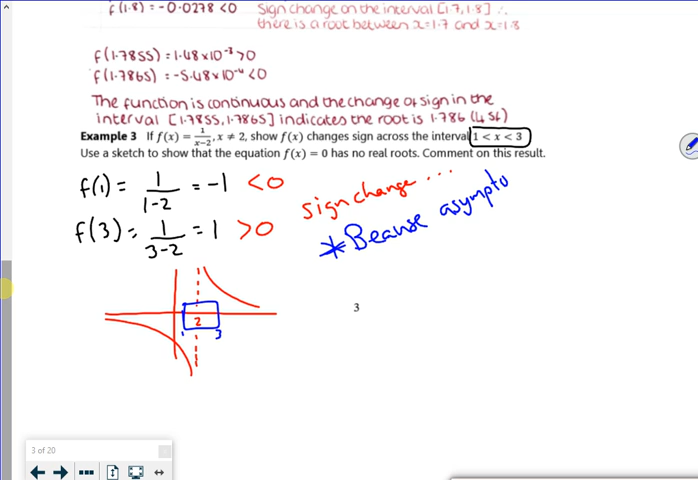 f(1.8) = -0.0278 <0 Sign change on the interval [1.7, 1.8] ∴
there is a root between x=1.7 and x=1.8
f(1.7855) = 1.48 × 10⁻³ >0
f(1.7865) = -5.48 × 10⁻⁴ <0
The function is continuous and the change of sign in the
interval [1.7855, 1.7865] indicates the root is 1.786 (4 sf)
Example 3 If f(x) = 1/(x−2), x ≠ 2, show f(x) changes sign across the interval 1 < x < 3
Use a sketch to show that the equation f(x) = 0 has no real roots. Comment on this result.
f(1) = 1/(1-2) = -1 <0
sign change ...
f(3) = 1/(3-2) = 1 >0
*Beause asympto
2
1 3
3
3 of 20